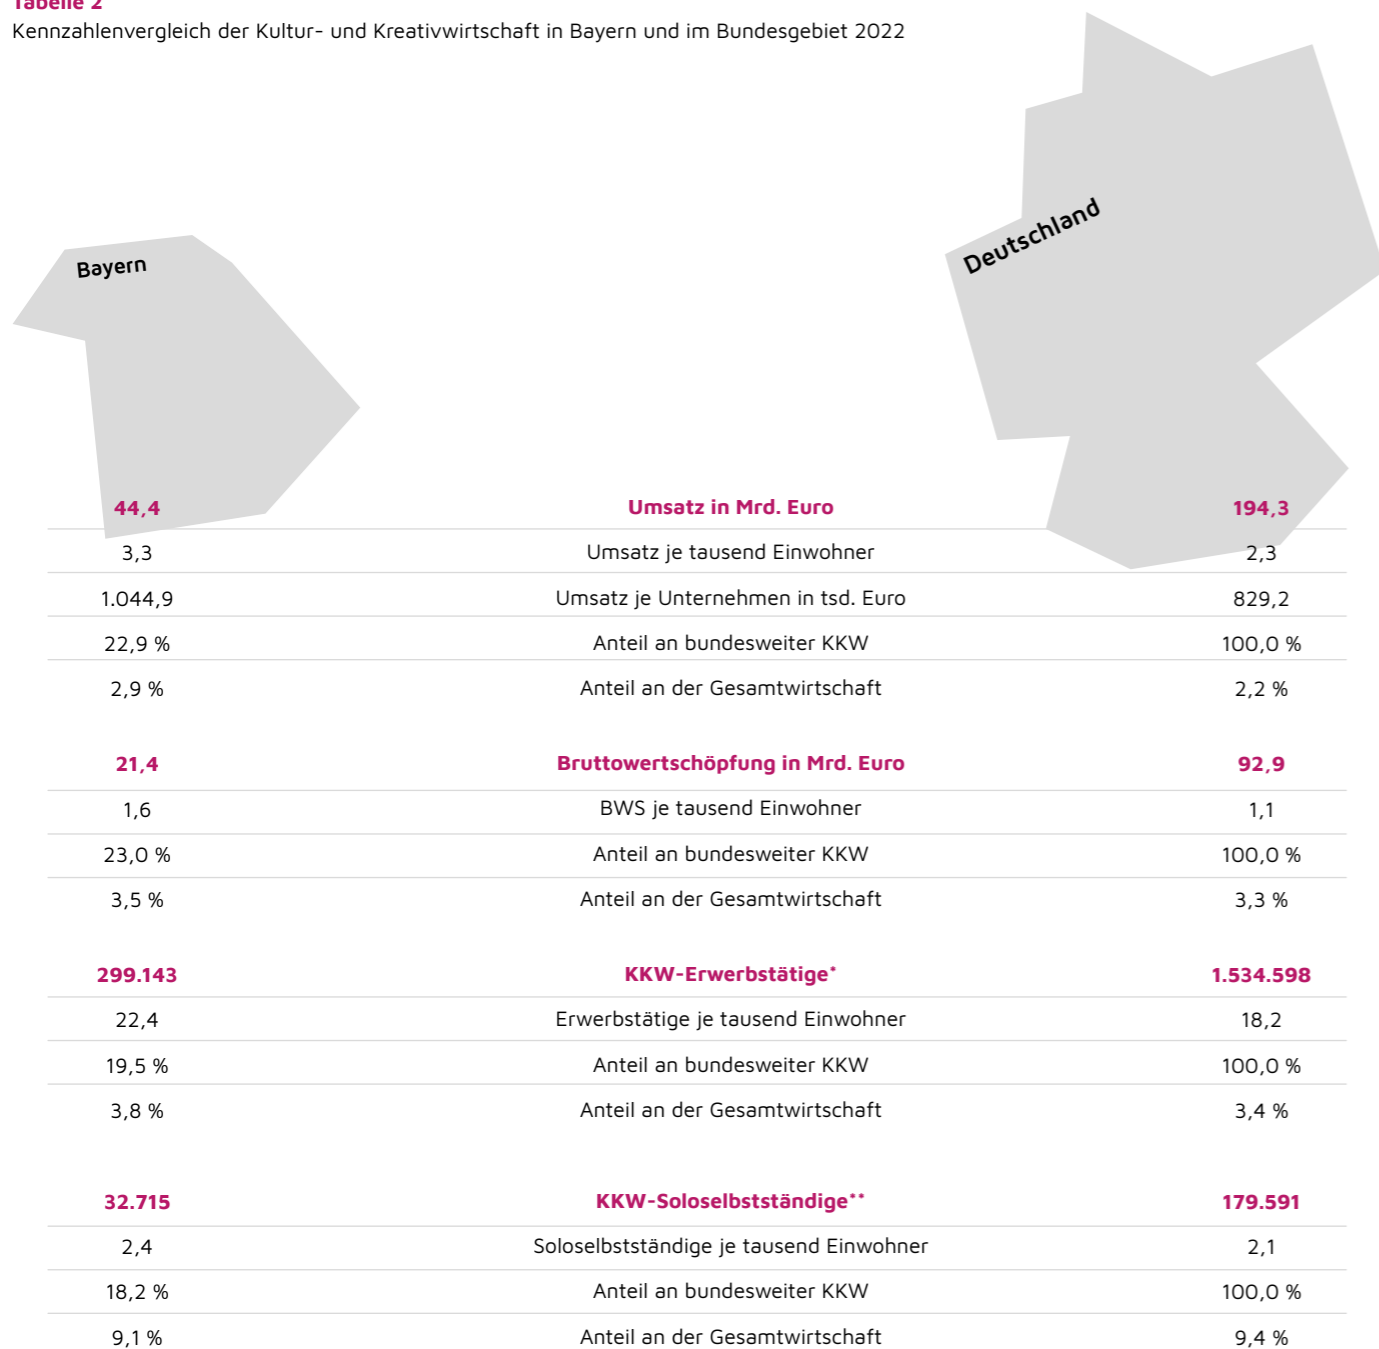 Tabelle 2
Kennzahlenvergleich der Kultur- und Kreativwirtschaft in Bayern und im Bundesgebiet 2022
Deutschland
Bayern
44,4 Umsatz in Mrd. Euro 194,3
3,3 Umsatz je tausend Einwohner 2,3
1.044,9 Umsatz je Unternehmen in tsd. Euro 829,2
22,9 % Anteil an bundesweiter KKW 100,0 %
2,9 % Anteil an der Gesamtwirtschaft 2,2 %
21,4 Bruttowertschöpfung in Mrd. Euro 92,9
1,6 BWS je tausend Einwohner 1,1
23,0 % Anteil an bundesweiter KKW 100,0 %
3,5 % Anteil an der Gesamtwirtschaft 3,3 %
299.143 KKW-Erwerbstätige* 1.534.598
22,4 Erwerbstätige je tausend Einwohner 18,2
19,5 % Anteil an bundesweiter KKW 100,0 %
3,8 % Anteil an der Gesamtwirtschaft 3,4 %
32.715 KKW-Soloselbstständige** 179.591
2,4 Soloselbstständige je tausend Einwohner 2,1
18,2 % Anteil an bundesweiter KKW 100,0 %
9,1 % Anteil an der Gesamtwirtschaft 9,4 %